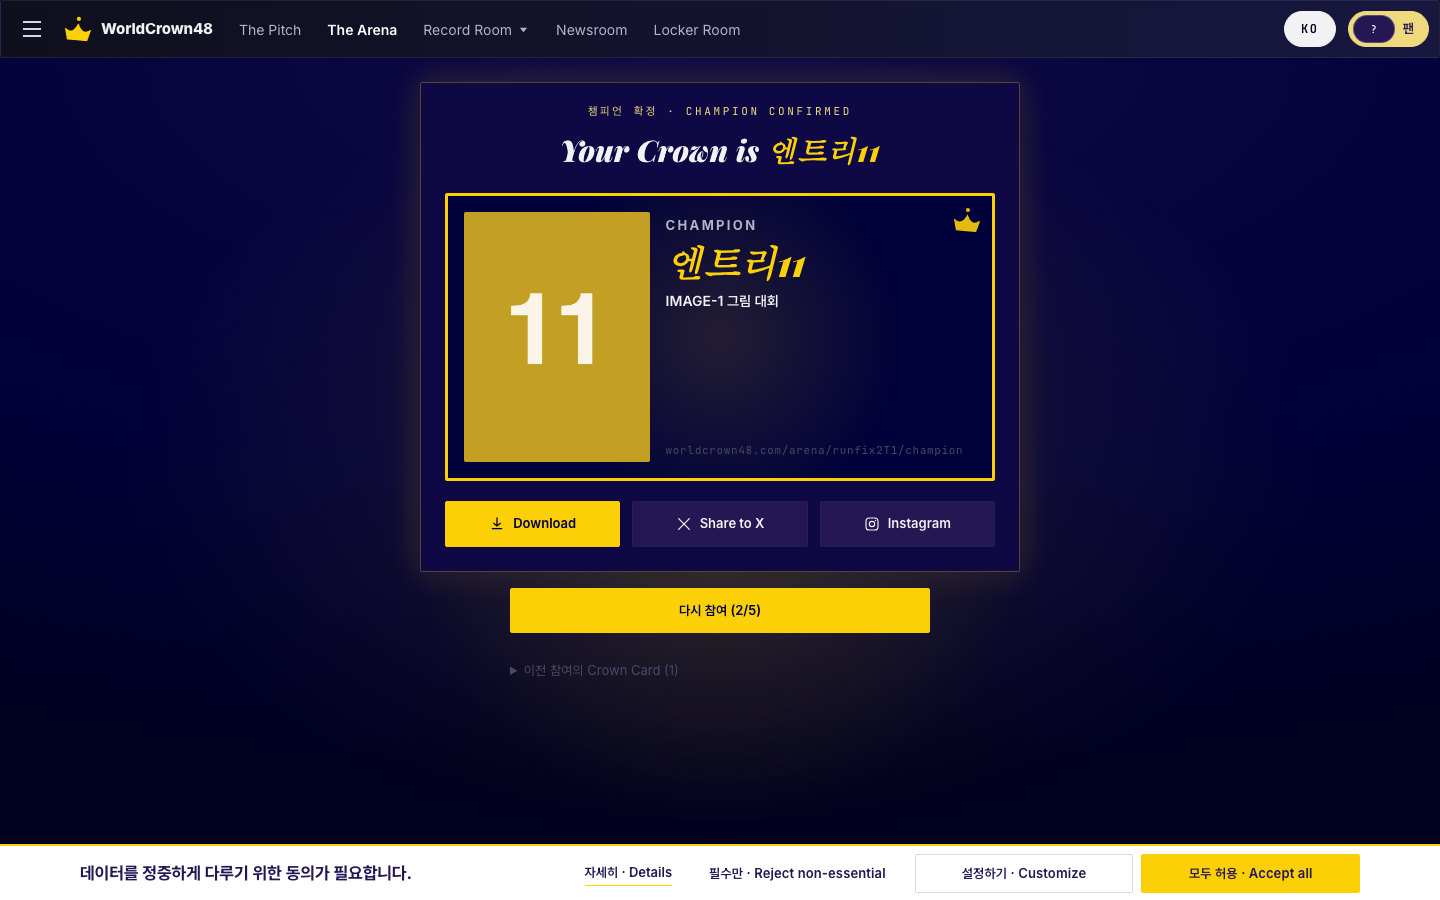 WorldCrown48 The Pitch The Arena Record Room Newsroom Locker Room KO ? 팬
챔피언 확정 · CHAMPION CONFIRMED
Your Crown is 엔트리11
11
CHAMPION
엔트리11
IMAGE-1 그림 대회
worldcrown48.com/arena/runfix2T1/champion
Download Share to X Instagram
다시 참여 (2/5)
▶ 이전 참여의 Crown Card (1)
데이터를 정중하게 다루기 위한 동의가 필요합니다. 자세히 · Details 필수만 · Reject non-essential 설정하기 · Customize 모두 허용 · Accept all